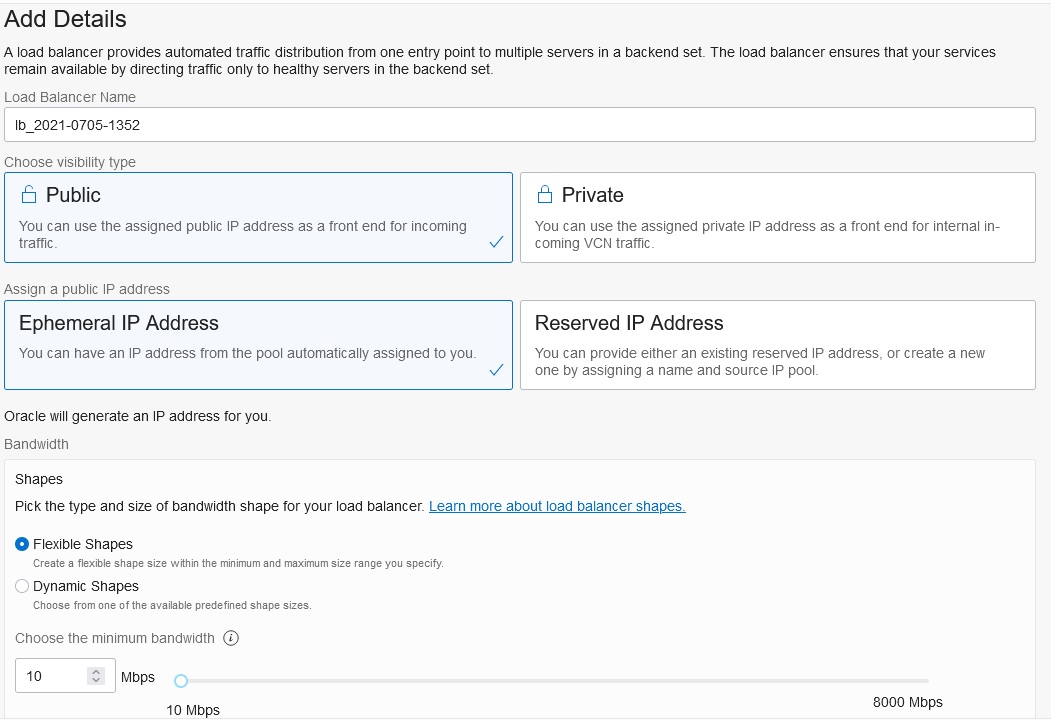 Add Details
A load balancer provides automated traffic distribution from one entry point to multiple servers in a backend set. The load balancer ensures that your services
remain available by directing traffic only to healthy servers in the backend set.
Load Balancer Name
lb_2021-0705-1352
Choose visibility type
Public
You can use the assigned public IP address as a front end for incoming
traffic.
Private
You can use the assigned private IP address as a front end for internal in-
coming VCN traffic.
Assign a public IP address
Ephemeral IP Address
You can have an IP address from the pool automatically assigned to you.
Reserved IP Address
You can provide either an existing reserved IP address, or create a new
one by assigning a name and source IP pool.
Oracle will generate an IP address for you.
Bandwidth
Shapes
Pick the type and size of bandwidth shape for your load balancer. Learn more about load balancer shapes.
Flexible Shapes
Create a flexible shape size within the minimum and maximum size range you specify.
Dynamic Shapes
Choose from one of the available predefined shape sizes.
Choose the minimum bandwidth
10 Mbps
10 Mbps
8000 Mbps